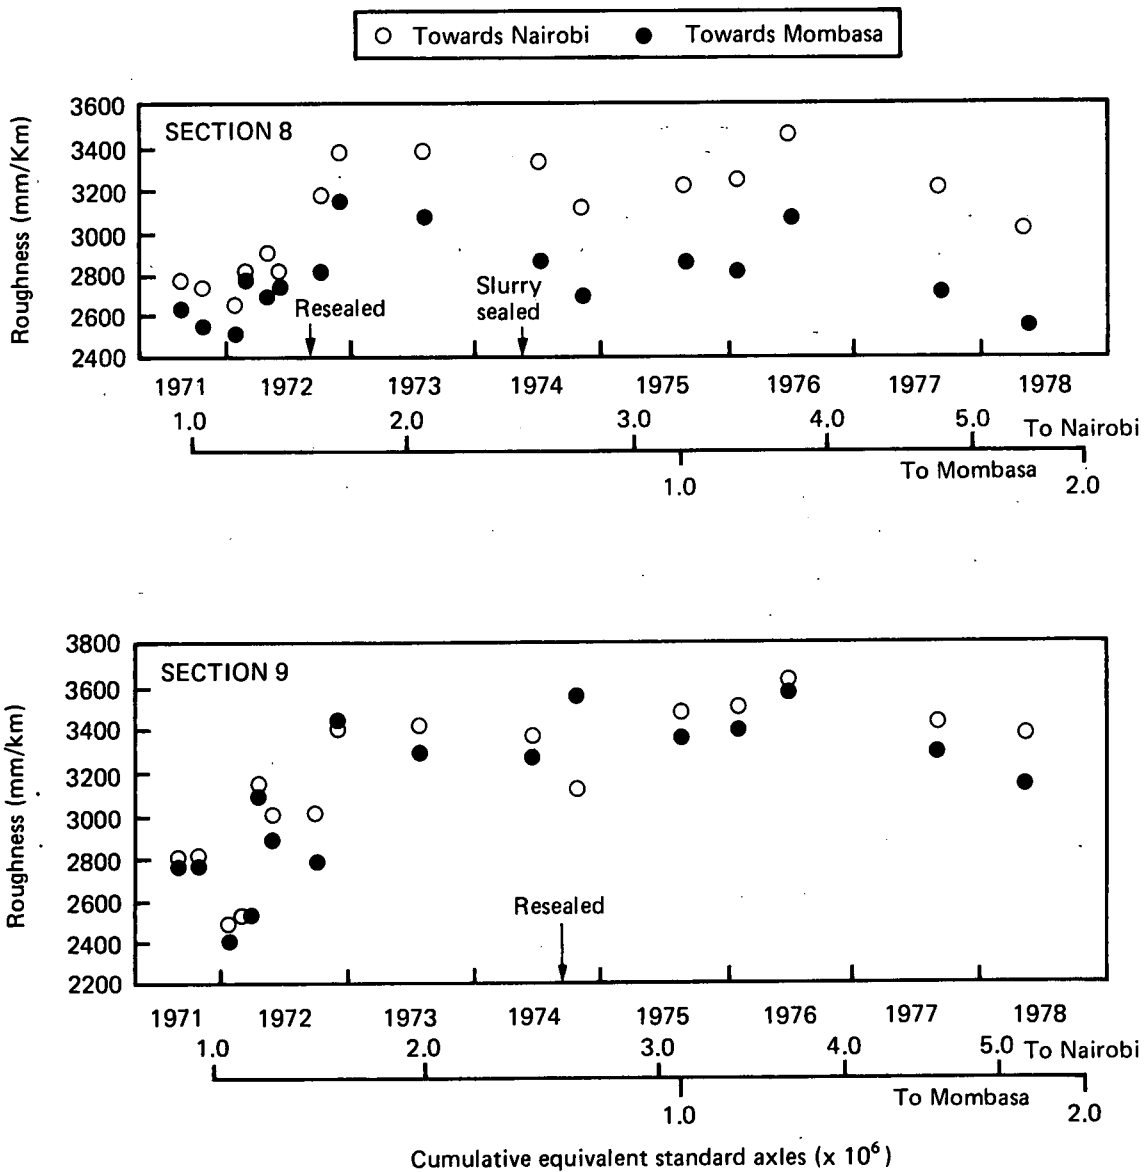 ○ Towards Nairobi ● Towards Mombasa
3600
SECTION 8
3400
3200
3000
2800
2600
2400
Roughness (mm/Km)
Resealed
Slurry
sealed
1971 1972 1973 1974 1975 1976 1977 1978
1.0 2.0 3.0 4.0 5.0 To Nairobi
To Mombasa
1.0 2.0
3800
SECTION 9
3600
3400
3200
3000
2800
2600
2400
2200
Roughness (mm/km)
Resealed
1971 1972 1973 1974 1975 1976 1977 1978
1.0 2.0 3.0 4.0 5.0 To Nairobi
To Mombasa
1.0 2.0
Cumulative equivalent standard axles (x 10⁶)